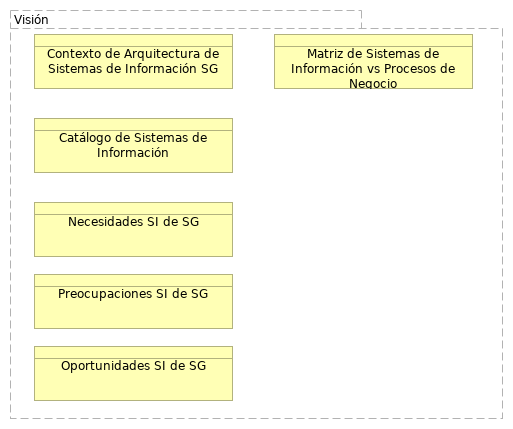 Visión
Contexto de Arquitectura de
Sistemas de Información SG
Matriz de Sistemas de
Información vs Procesos de
Negocio
Catálogo de Sistemas de
Información
Necesidades SI de SG
Preocupaciones SI de SG
Oportunidades SI de SG